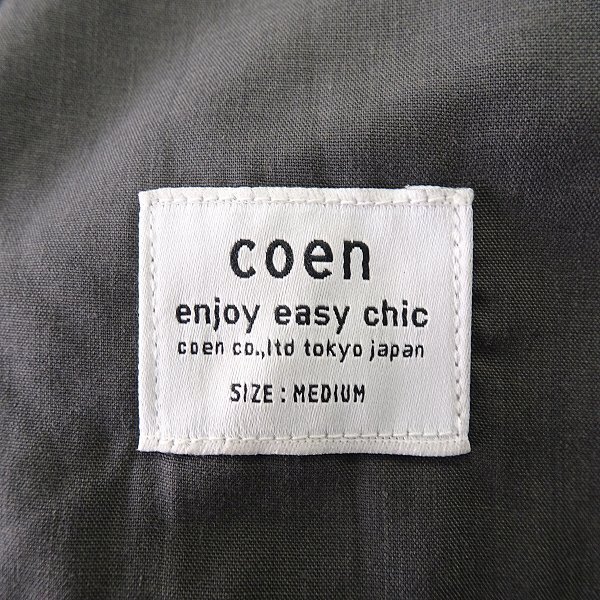 coen
enjoy easy chic
coen co.,ltd tokyo japan
SIZE : MEDIUM